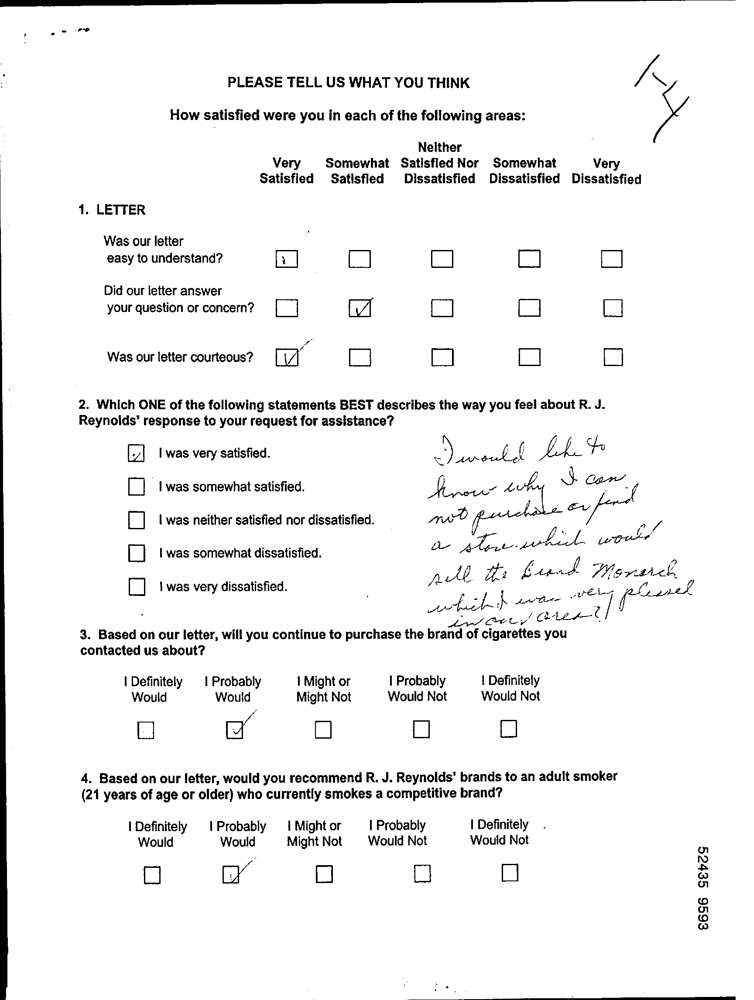 1-4
PLEASE TELL US WHAT YOU THINK
How satisfied were you in each of the following areas:
Very Satisfied Somewhat Satisfied Neither Satisfied Nor Dissatisfied Somewhat Dissatisfied Very Dissatisfied
1. LETTER
Was our letter
easy to understand?
Did our letter answer
your question or concern?
Was our letter courteous?
2. Which ONE of the following statements BEST describes the way you feel about R. J.
Reynolds' response to your request for assistance?
I was very satisfied.
I was somewhat satisfied.
I was neither satisfied nor dissatisfied.
I was somewhat dissatisfied.
I was very dissatisfied.
I would like to
know why I can
not purchase or find
a store which would
sell the Brand Monarch
which I was very pleased
in our area?
3. Based on our letter, will you continue to purchase the brand of cigarettes you
contacted us about?
I Definitely Would I Probably Would I Might or Might Not I Probably Would Not I Definitely Would Not
4. Based on our letter, would you recommend R. J. Reynolds' brands to an adult smoker
(21 years of age or older) who currently smokes a competitive brand?
I Definitely Would I Probably Would I Might or Might Not I Probably Would Not I Definitely Would Not
52435 9593